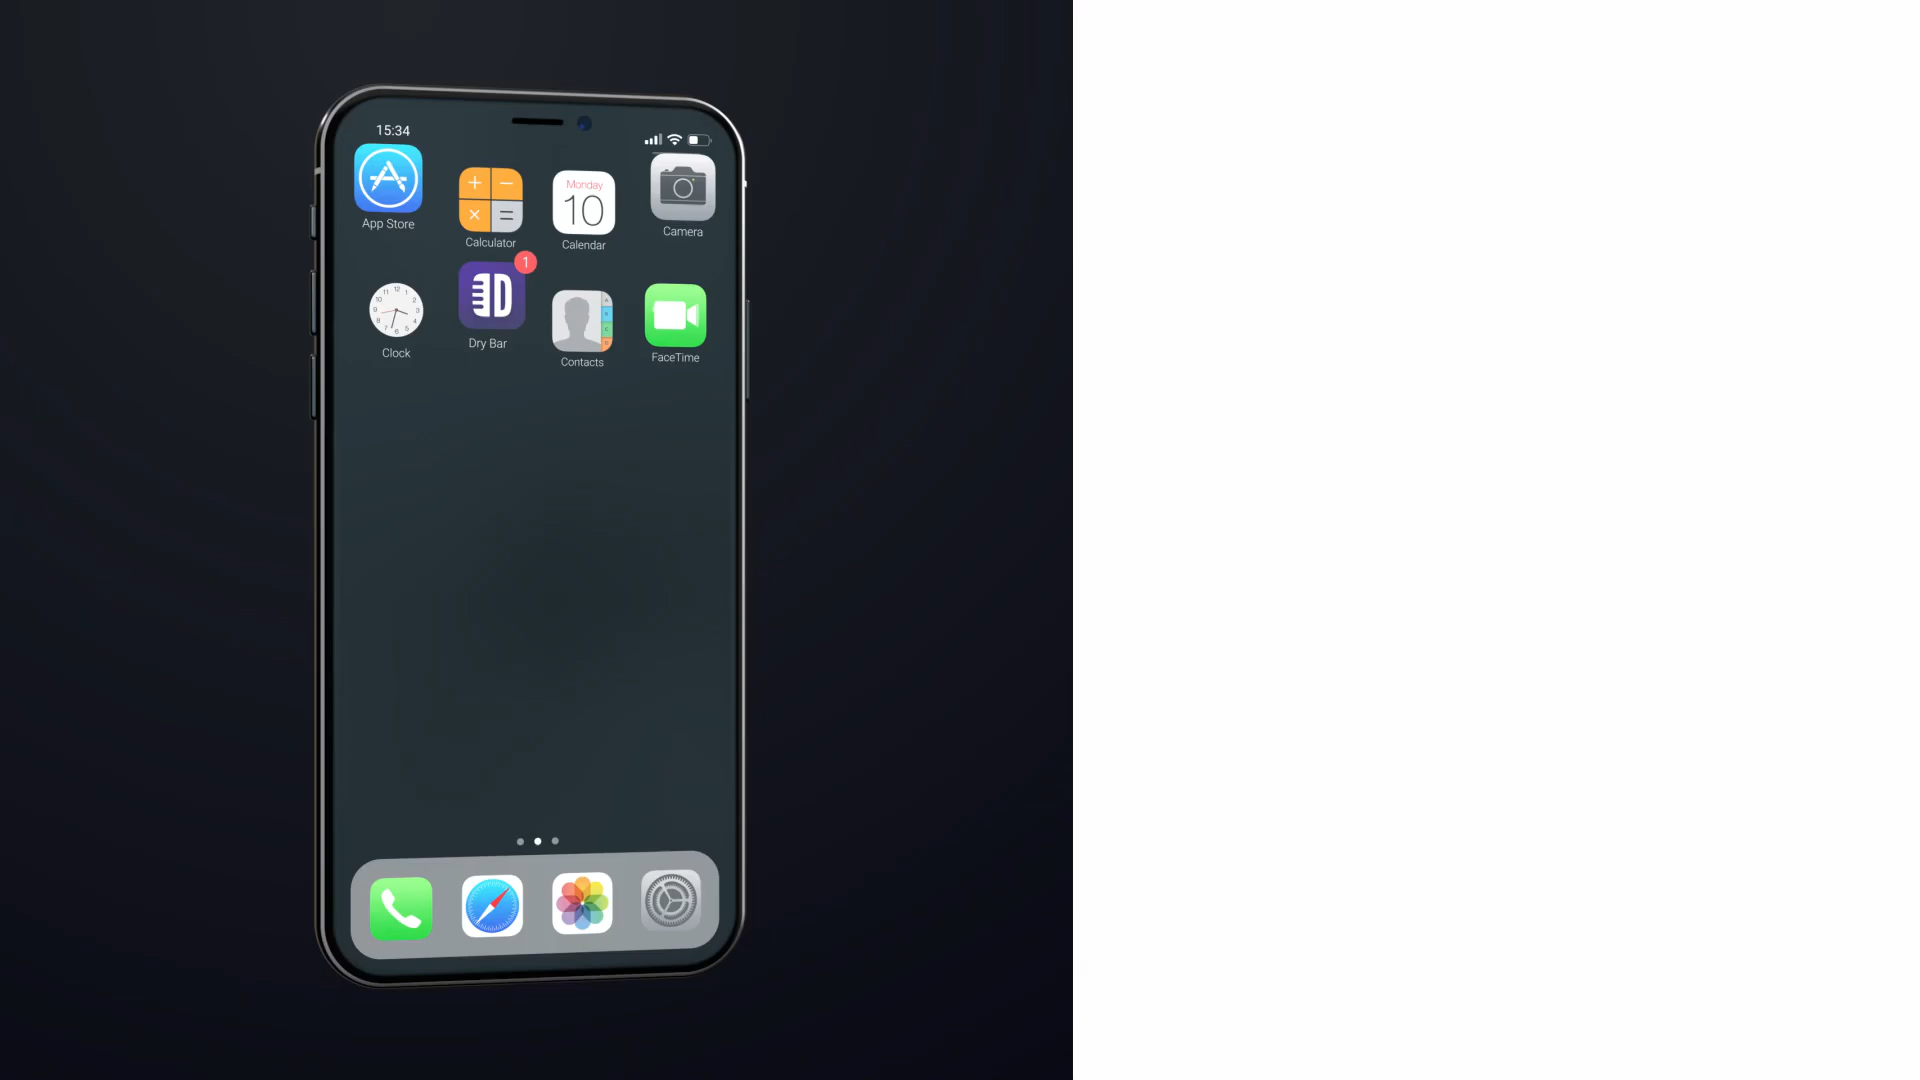 15:34
App Store
Calculator
Monday
10
Calendar
Camera
Clock
1
Dry Bar
Contacts
FaceTime